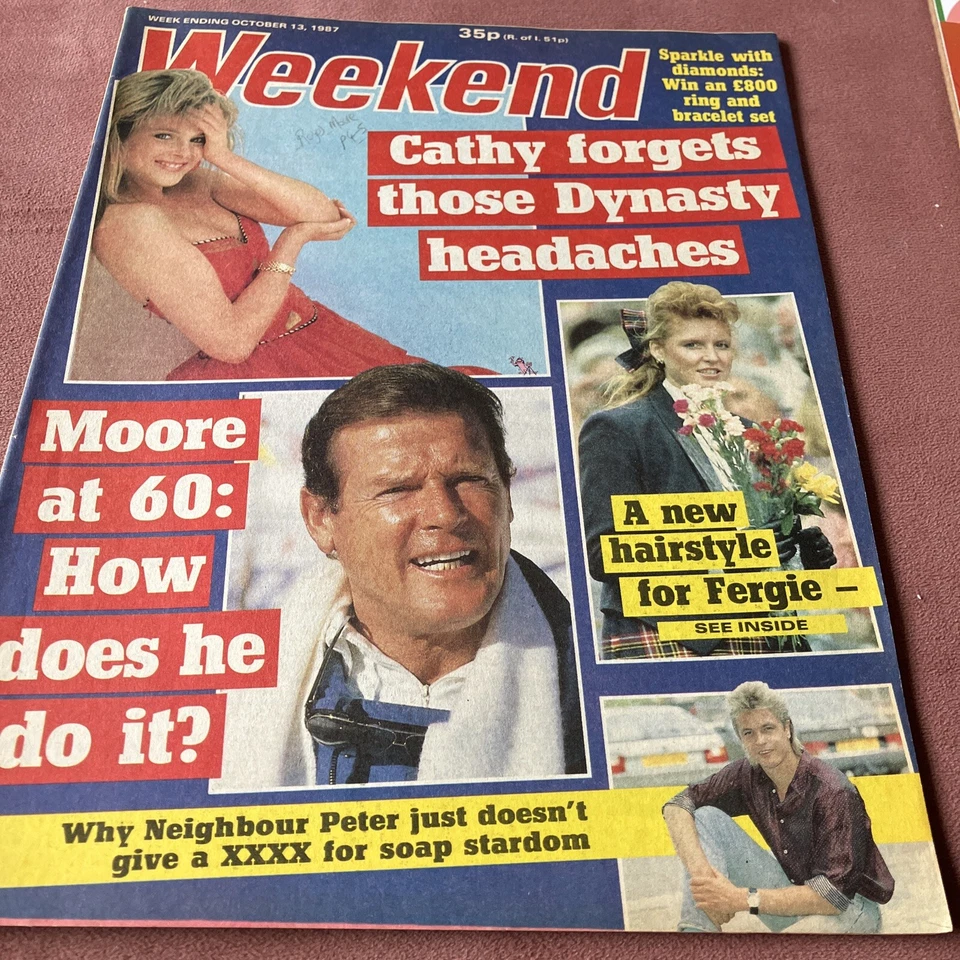 WEEK ENDING OCTOBER 13, 1987
35p (R. of I. 51p)
Weekend
Sparkle with
diamonds:
Win an £800
ring and
bracelet set
Cathy forgets
those Dynasty
headaches
Moore
at 60:
How
does he
do it?
A new
hairstyle
for Fergie –
SEE INSIDE
Why Neighbour Peter just doesn't
give a XXXX for soap stardom